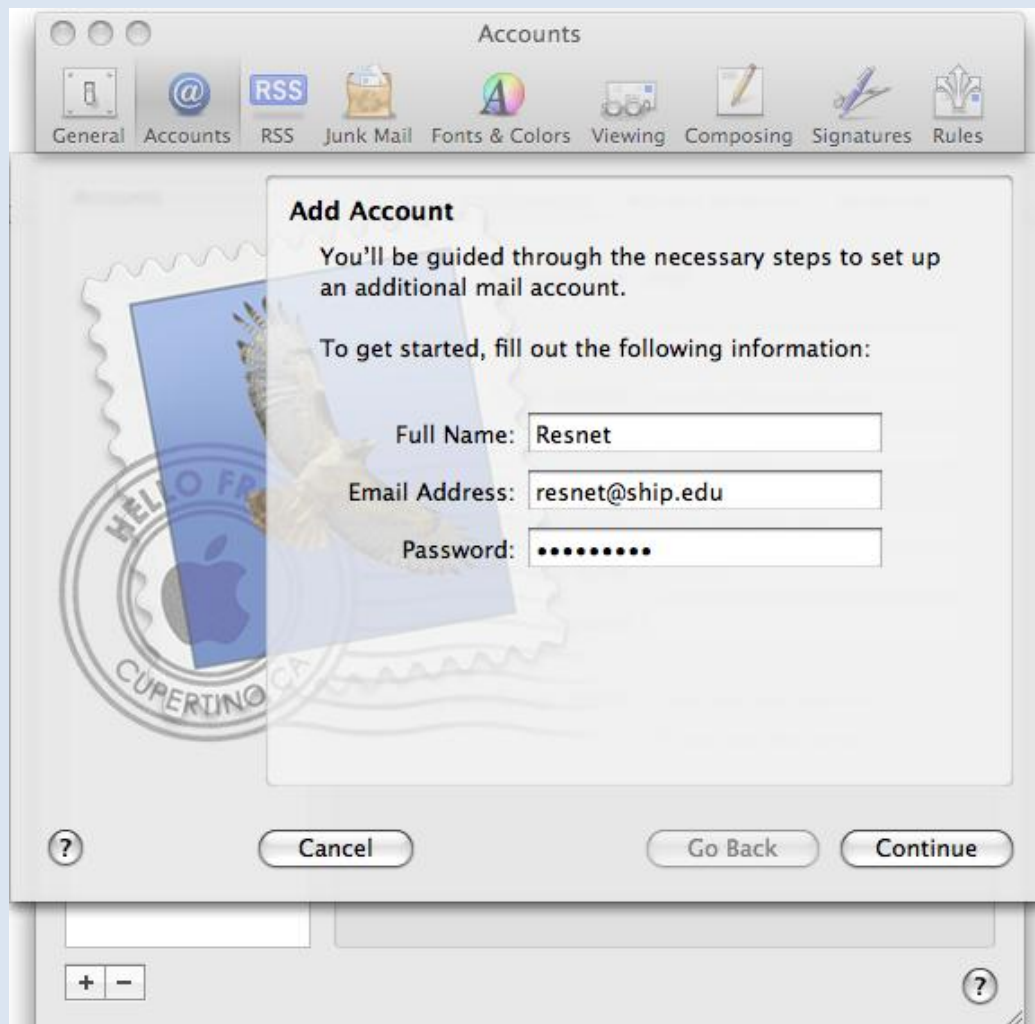 Accounts
@ RSS
General Accounts RSS Junk Mail Fonts & Colors Viewing Composing Signatures Rules
Add Account
You'll be guided through the necessary steps to set up
an additional mail account.
To get started, fill out the following information:
Full Name: Resnet
Email Address: resnet@ship.edu
Password: •••••••••
HELLO FR
CUPERTINO CA
? Cancel Go Back Continue
+ − ?